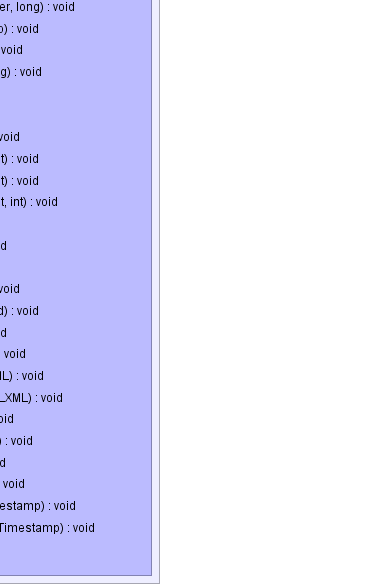 er, long) : void
o) : void
void
g) : void
void
t) : void
t) : void
t, int) : void
d
void
d) : void
d
void
L) : void
LXML) : void
oid
) : void
d
void
estamp) : void
Timestamp) : void